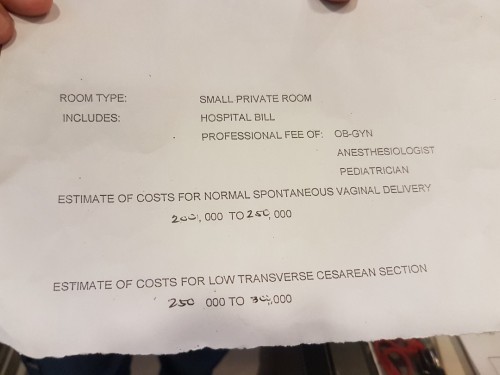 ROOM TYPE: SMALL PRIVATE ROOM
INCLUDES: HOSPITAL BILL
PROFESSIONAL FEE OF: OB-GYN
ANESTHESIOLOGIST
PEDIATRICIAN
ESTIMATE OF COSTS FOR NORMAL SPONTANEOUS VAGINAL DELIVERY
200, 000 TO 250, 000
ESTIMATE OF COSTS FOR LOW TRANSVERSE CESAREAN SECTION
250 000 TO 300,000